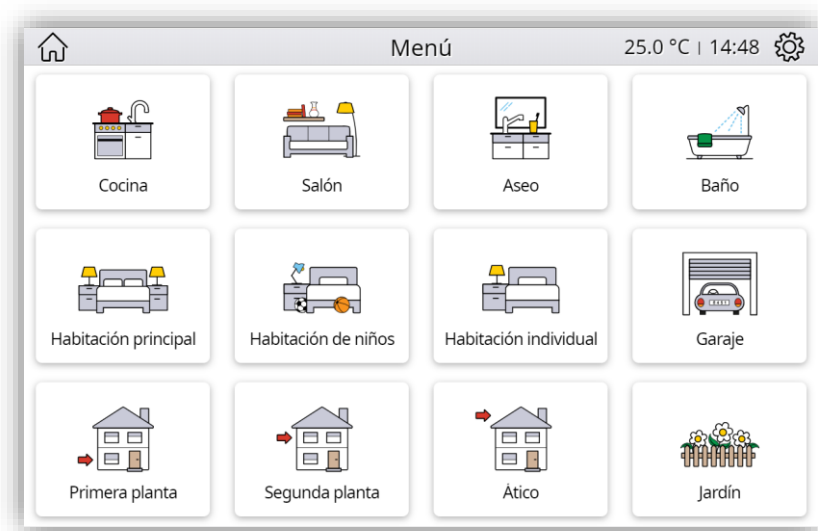 Menú
25.0 °C | 14:48
Cocina
Salón
Aseo
Baño
Habitación principal
Habitación de niños
Habitación individual
Garaje
Primera planta
Segunda planta
Ático
Jardín